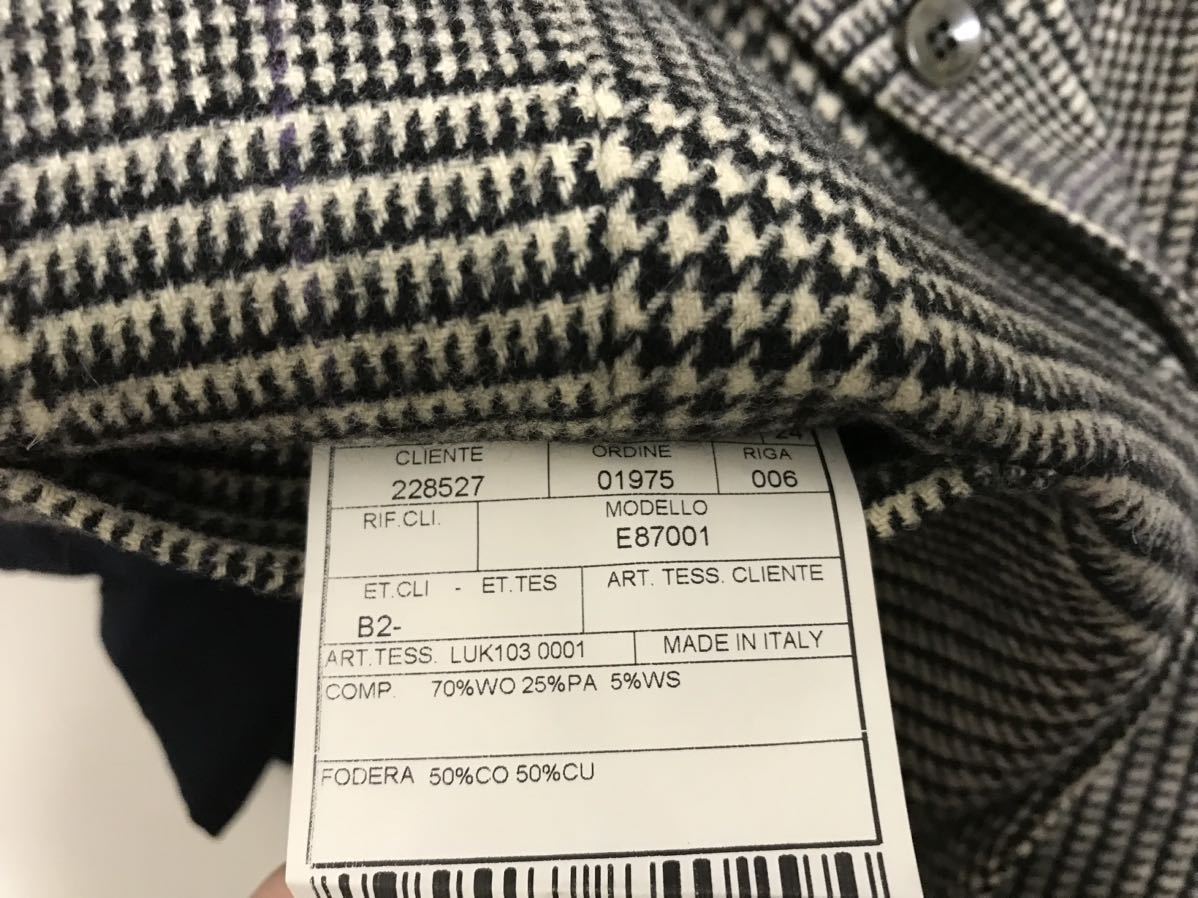 24
CLIENTE ORDINE RIGA
228527 01975 006
RIF.CLI. MODELLO
E87001
ET.CLI - ET.TES ART. TESS. CLIENTE
B2-
ART.TESS. LUK103 0001 MADE IN ITALY
COMP. 70%WO 25%PA 5%WS
FODERA 50%CO 50%CU